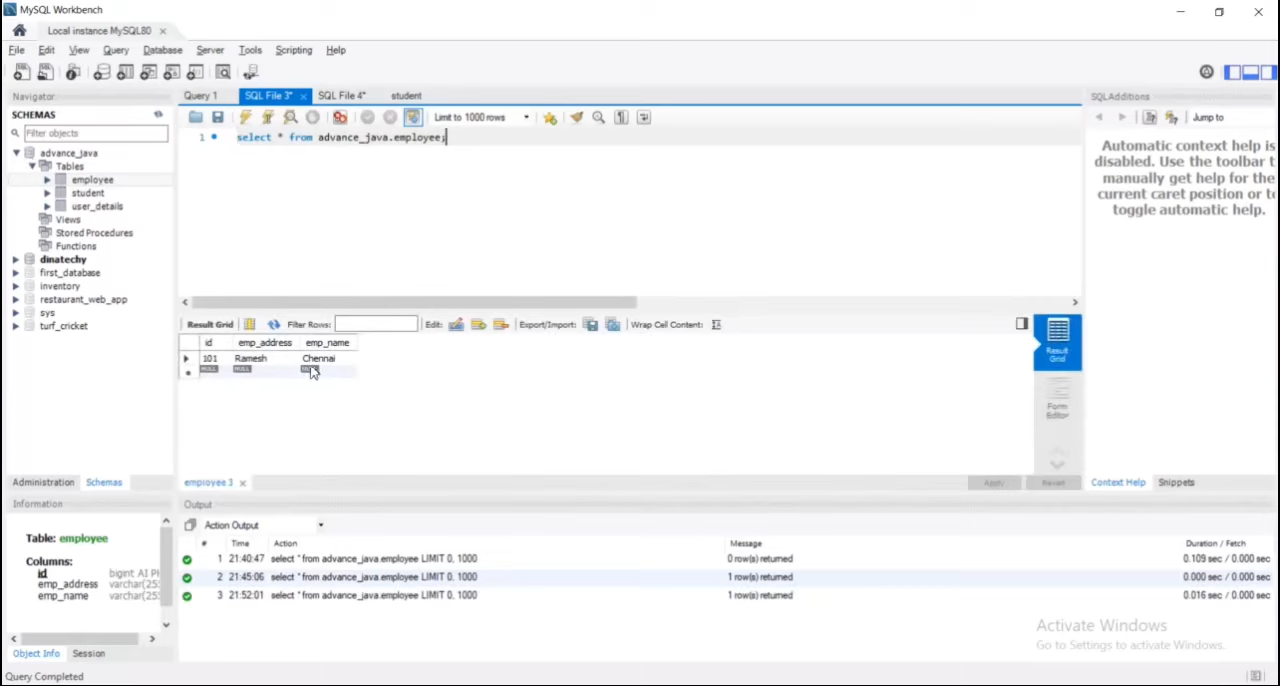 MySQL Workbench
Local instance MySQL80
File Edit View Query Database Server Tools Scripting Help
Navigator
SCHEMAS
Filter objects
advance_java
Tables
employee
student
user_details
Views
Stored Procedures
Functions
dinatechy
first_database
inventory
restaurant_web_app
sys
turf_cricket
Administration Schemas
Information
Table: employee
Columns:
id bigint AI P
emp_address varchar(25
emp_name varchar(25
Object Info Session
Query Completed
Query 1 SQL File 3* SQL File 4* student
Limit to 1000 rows
1 select * from advance_java.employee;
Result Grid Filter Rows: Edit: Export/Import: Wrap Cell Content:
id emp_address emp_name
101 Ramesh Chennai
NULL NULL
Result
Grid
Form
Editor
employee 3 Apply Revert
Output
Action Output
# Time Action Message Duration / Fetch
1 21:40:47 select * from advance_java.employee LIMIT 0, 1000 0 row(s) returned 0.109 sec / 0.000 sec
2 21:45:06 select * from advance_java.employee LIMIT 0, 1000 1 row(s) returned 0.000 sec / 0.000 sec
3 21:52:01 select * from advance_java.employee LIMIT 0, 1000 1 row(s) returned 0.016 sec / 0.000 sec
SQLAdditions
Jump to
Automatic context help is
disabled. Use the toolbar t
manually get help for the
current caret position or to
toggle automatic help.
Context Help Snippets
Activate Windows
Go to Settings to activate Windows.